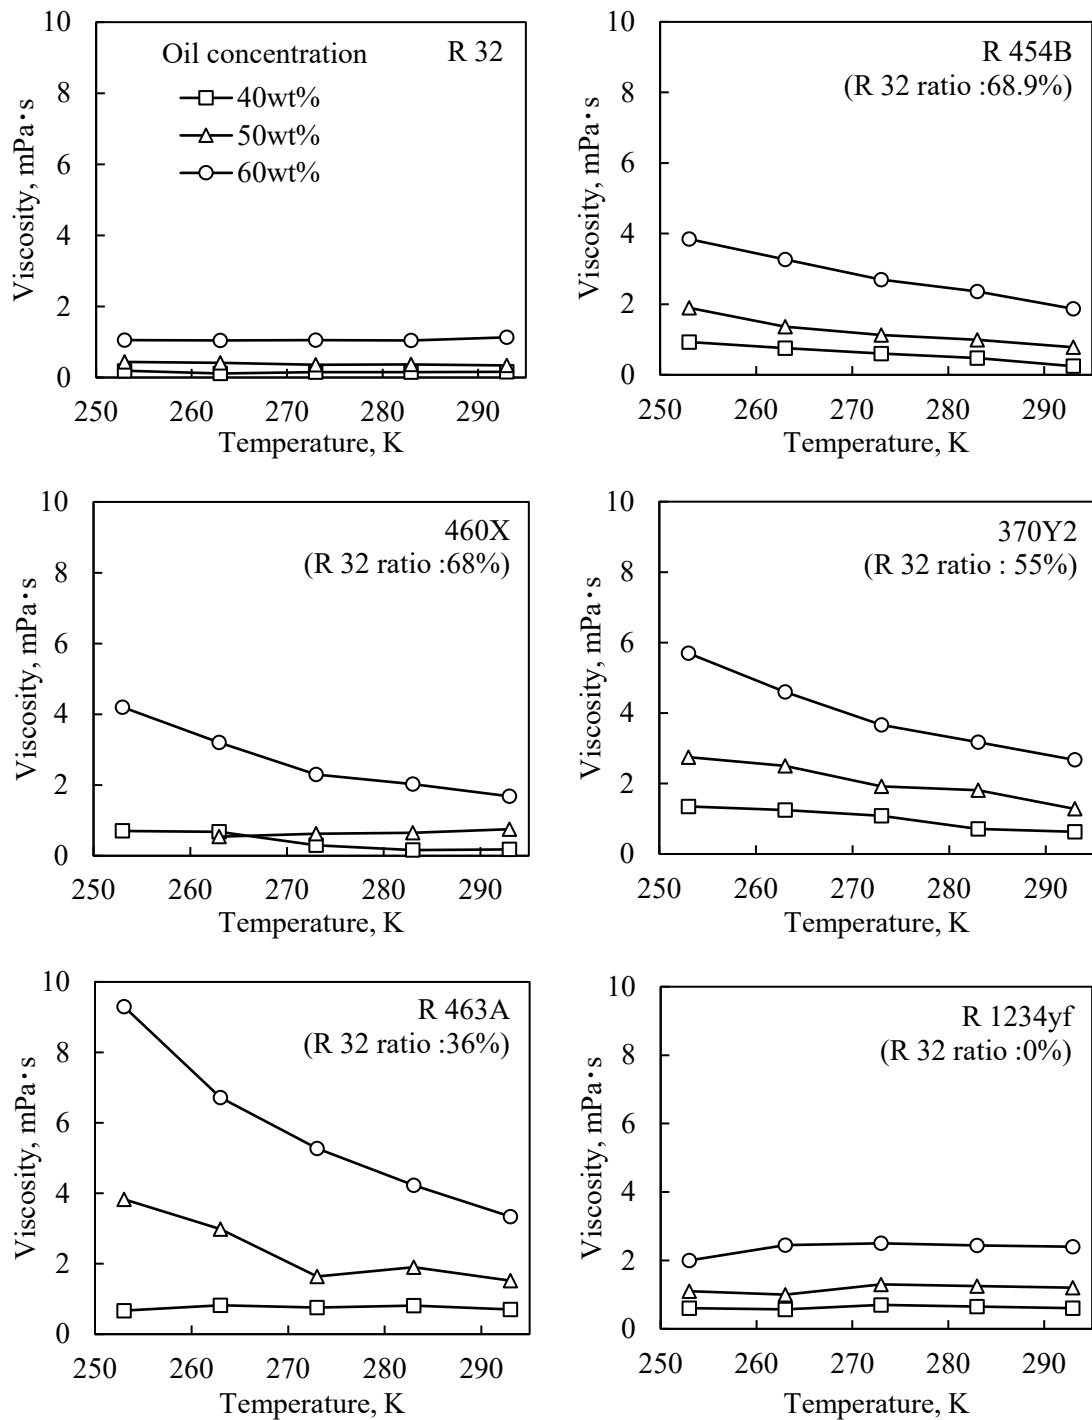 10
8
6
4
2
0
Viscosity, mPa·s
Oil concentration
40wt%
50wt%
60wt%
R 32
250 260 270 280 290
Temperature, K
10
8
6
4
2
0
Viscosity, mPa·s
R 454B
(R 32 ratio :68.9%)
250 260 270 280 290
Temperature, K
10
8
6
4
2
0
Viscosity, mPa·s
460X
(R 32 ratio :68%)
250 260 270 280 290
Temperature, K
10
8
6
4
2
0
Viscosity, mPa·s
370Y2
(R 32 ratio : 55%)
250 260 270 280 290
Temperature, K
10
8
6
4
2
0
Viscosity, mPa·s
R 463A
(R 32 ratio :36%)
250 260 270 280 290
Temperature, K
10
8
6
4
2
0
Viscosity, mPa·s
R 1234yf
(R 32 ratio :0%)
250 260 270 280 290
Temperature, K